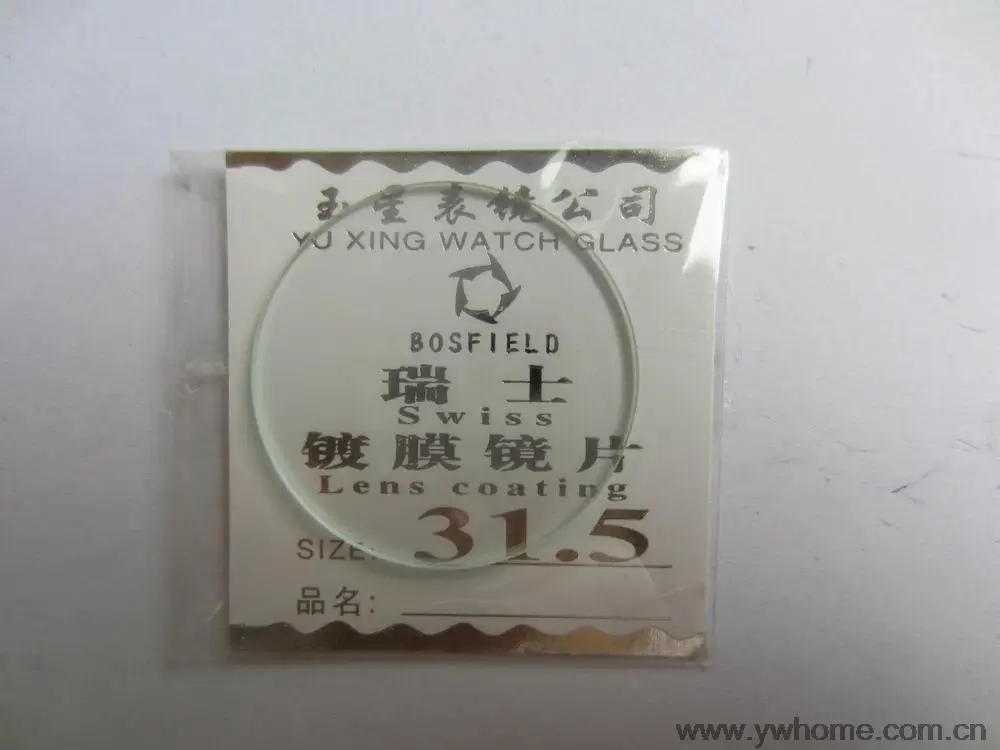 玉星表镜公司
YU XING WATCH GLASS
BOSFIELD
瑞士
Swiss
镀膜镜片
Lens coating
SIZE: 31.5
品名:
www.ywhome.com.cn